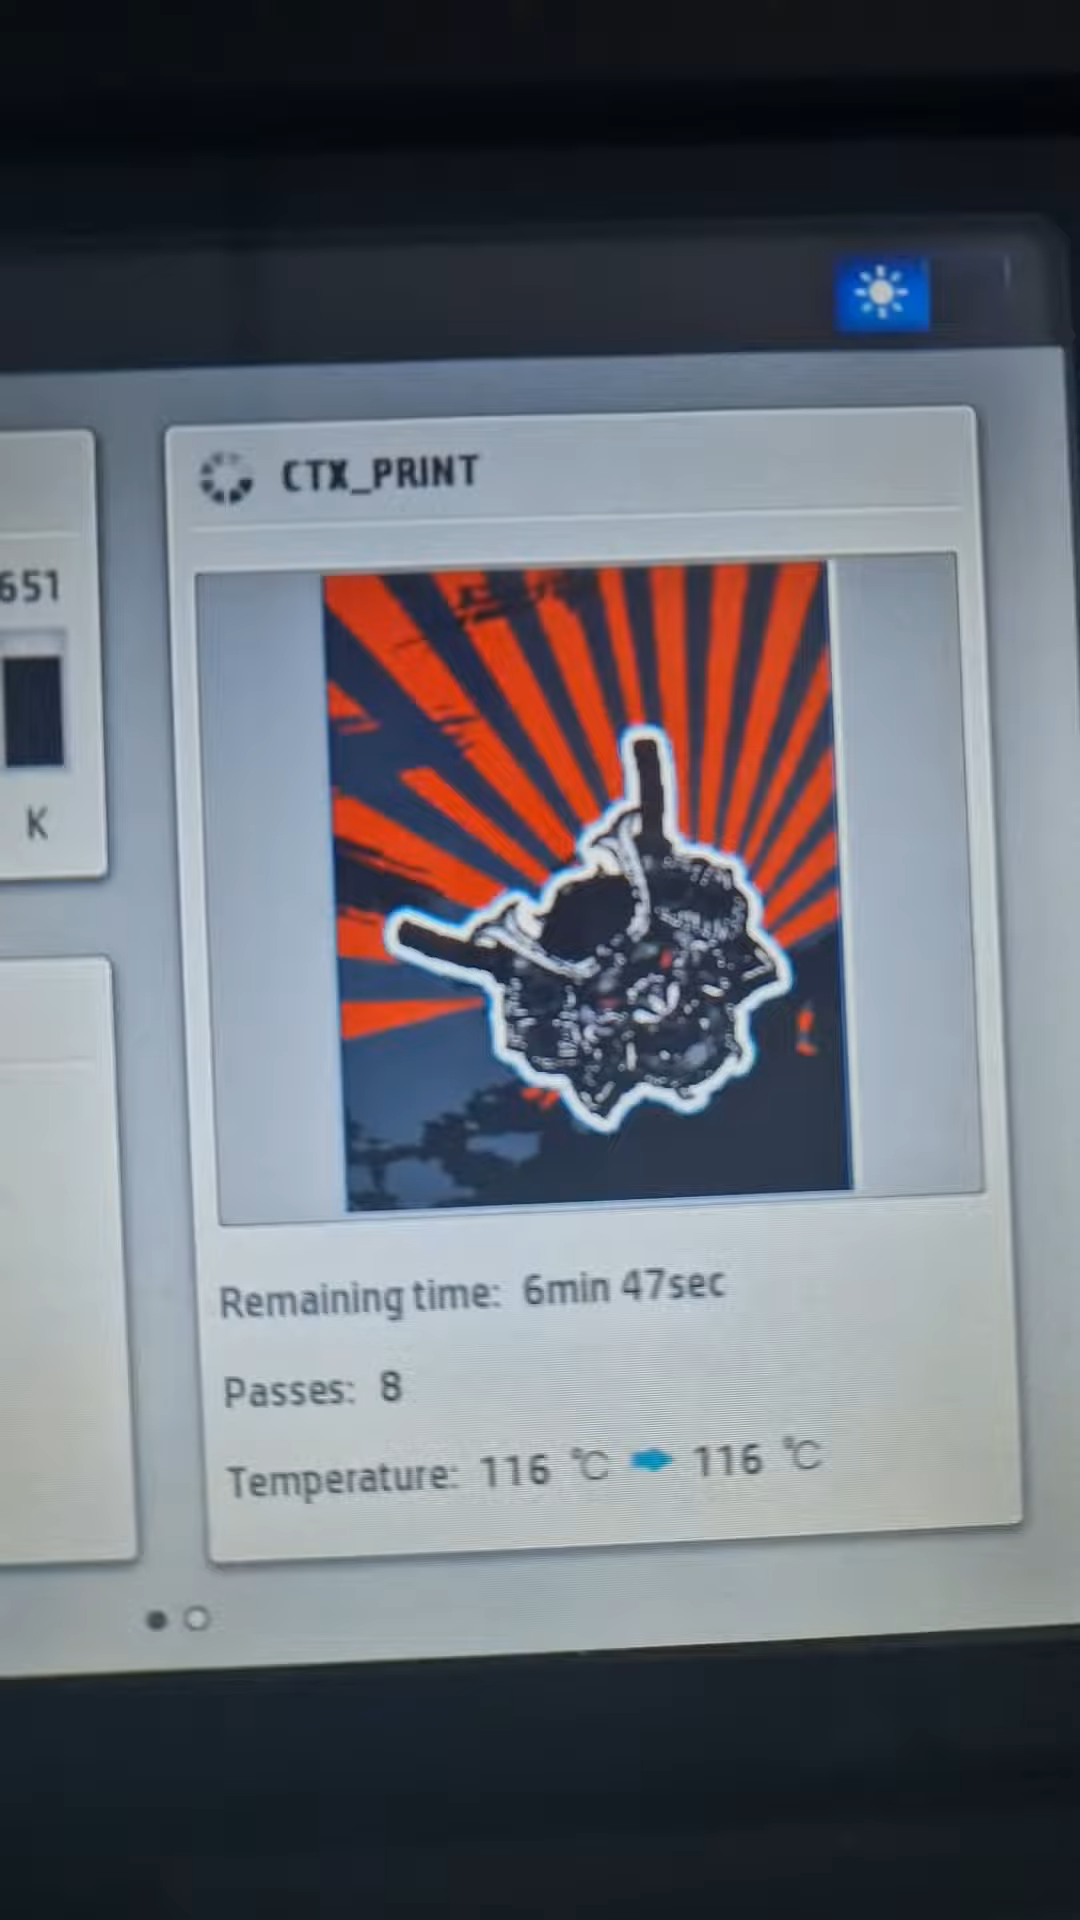 651
K
CTX_PRINT
Remaining time: 6min 47sec
Passes: 8
Temperature: 116 °C 116 °C